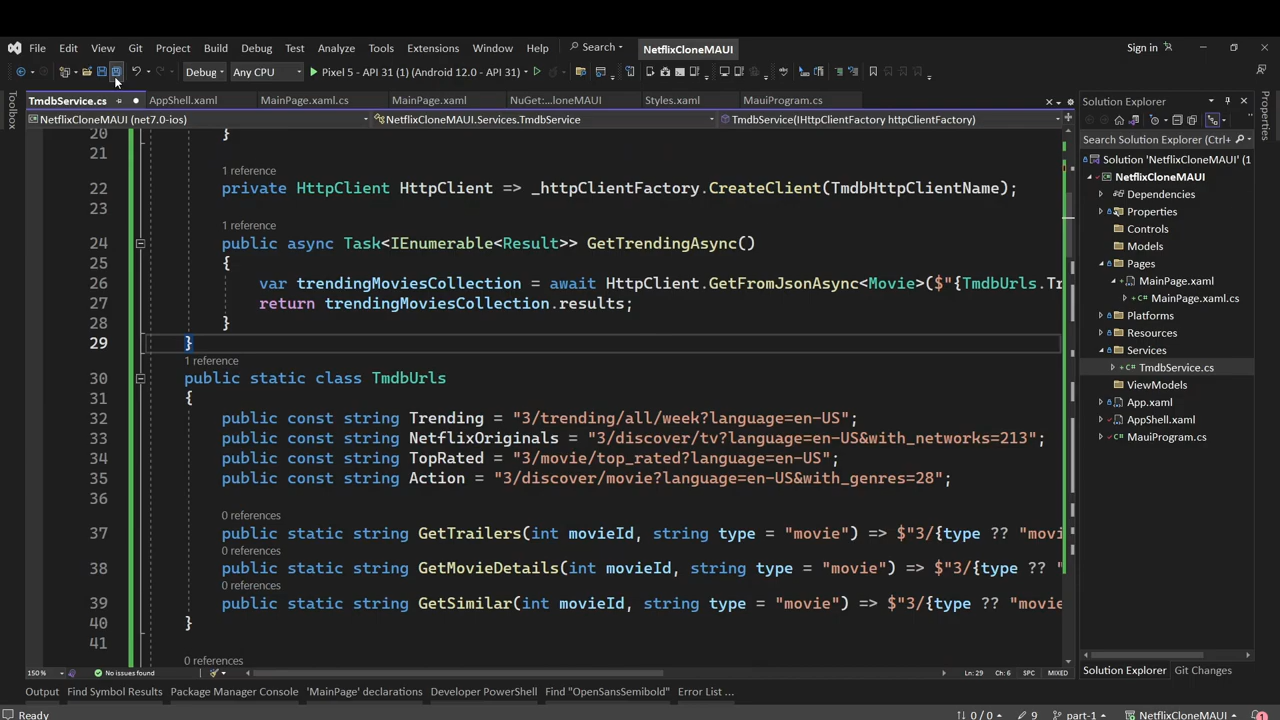 File Edit View Git Project Build Debug Test Analyze Tools Extensions Window Help Search NetflixCloneMAUI Sign in
Debug Any CPU Pixel 5 - API 31 (1) (Android 12.0 - API 31)
TmdbService.cs AppShell.xaml MainPage.xaml.cs MainPage.xaml NuGet:...loneMAUI Styles.xaml MauiProgram.cs
NetflixCloneMAUI (net7.0-ios) NetflixCloneMAUI.Services.TmdbService TmdbService(IHttpClientFactory httpClientFactory)
Toolbox
20 }
21
1 reference
22 private HttpClient HttpClient => _httpClientFactory.CreateClient(TmdbHttpClientName);
23
1 reference
24 public async Task<IEnumerable<Result>> GetTrendingAsync()
25 {
26 var trendingMoviesCollection = await HttpClient.GetFromJsonAsync<Movie>($"{TmdbUrls.Tr
27 return trendingMoviesCollection.results;
28 }
29 }
1 reference
30 public static class TmdbUrls
31 {
32 public const string Trending = "3/trending/all/week?language=en-US";
33 public const string NetflixOriginals = "3/discover/tv?language=en-US&with_networks=213";
34 public const string TopRated = "3/movie/top_rated?language=en-US";
35 public const string Action = "3/discover/movie?language=en-US&with_genres=28";
36
0 references
37 public static string GetTrailers(int movieId, string type = "movie") => $"3/{type ?? "movi
0 references
38 public static string GetMovieDetails(int movieId, string type = "movie") => $"3/{type ?? "
0 references
39 public static string GetSimilar(int movieId, string type = "movie") => $"3/{type ?? "movie
40 }
41
0 references
150 % No issues found Ln: 29 Ch: 6 SPC MIXED
Solution Explorer
Search Solution Explorer (Ctrl+
Solution 'NetflixCloneMAUI' (1
NetflixCloneMAUI
Dependencies
Properties
Controls
Models
Pages
MainPage.xaml
MainPage.xaml.cs
Platforms
Resources
Services
TmdbService.cs
ViewModels
App.xaml
AppShell.xaml
MauiProgram.cs
Solution Explorer Git Changes
Output Find Symbol Results Package Manager Console 'MainPage' declarations Developer PowerShell Find "OpenSansSemibold" Error List ...
Ready 0 / 0 9 part-1 NetflixCloneMAUI 1